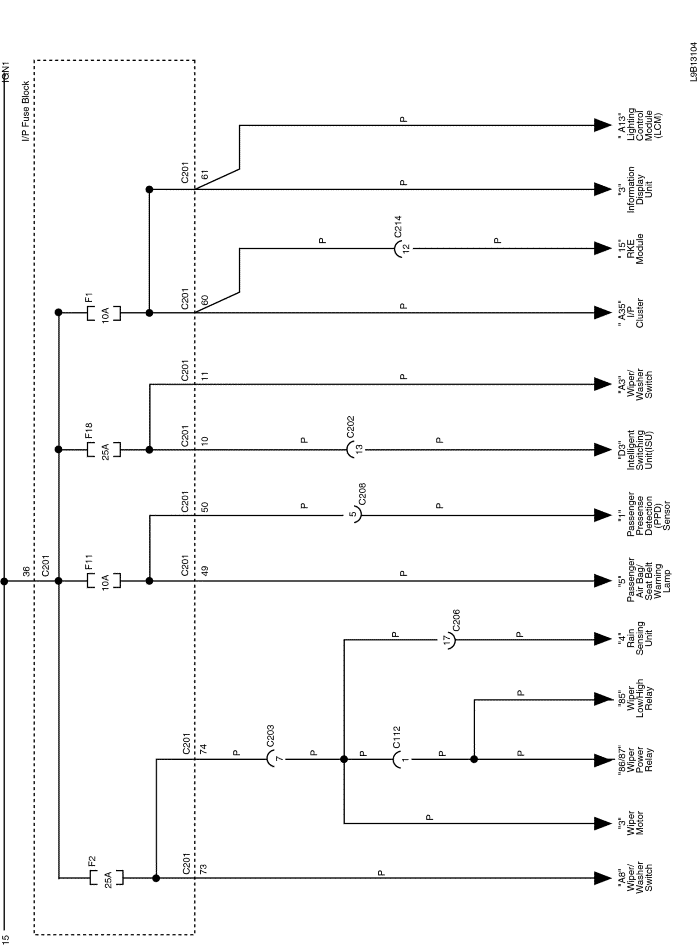 15
IGN1
36
C201
I/P Fuse Block
F2
25A
F11
10A
F18
25A
F1
10A
C201
73
C201
74
C201
49
C201
50
C201
10
C201
11
C201
60
C201
61
P
P
7
C203
P
P
P
1
C112
P
P
P
P
17
C206
P
P
P
5
C208
P
P
13
C202
P
P
P
P
12
C214
P
P
P
"A8"
Wiper/
Washer
Switch
"3"
Wiper
Motor
"86/87"
Wiper
Power
Relay
"85"
Wiper
Low/High
Relay
"4"
Rain
Sensing
Unit
"5"
Passenger
Air Bag/
Seat Belt
Warning
Lamp
"1"
Passenger
Presense
Detection
(PPD)
Sensor
"D3"
Intelligent
Switching
Unit(ISU)
"A3"
Wiper/
Washer
Switch
" A35"
I/P
Cluster
" 15"
RKE
Module
"3"
Information
Display
Unit
" A13"
Lighting
Control
Module
(LCM)
L9B13104